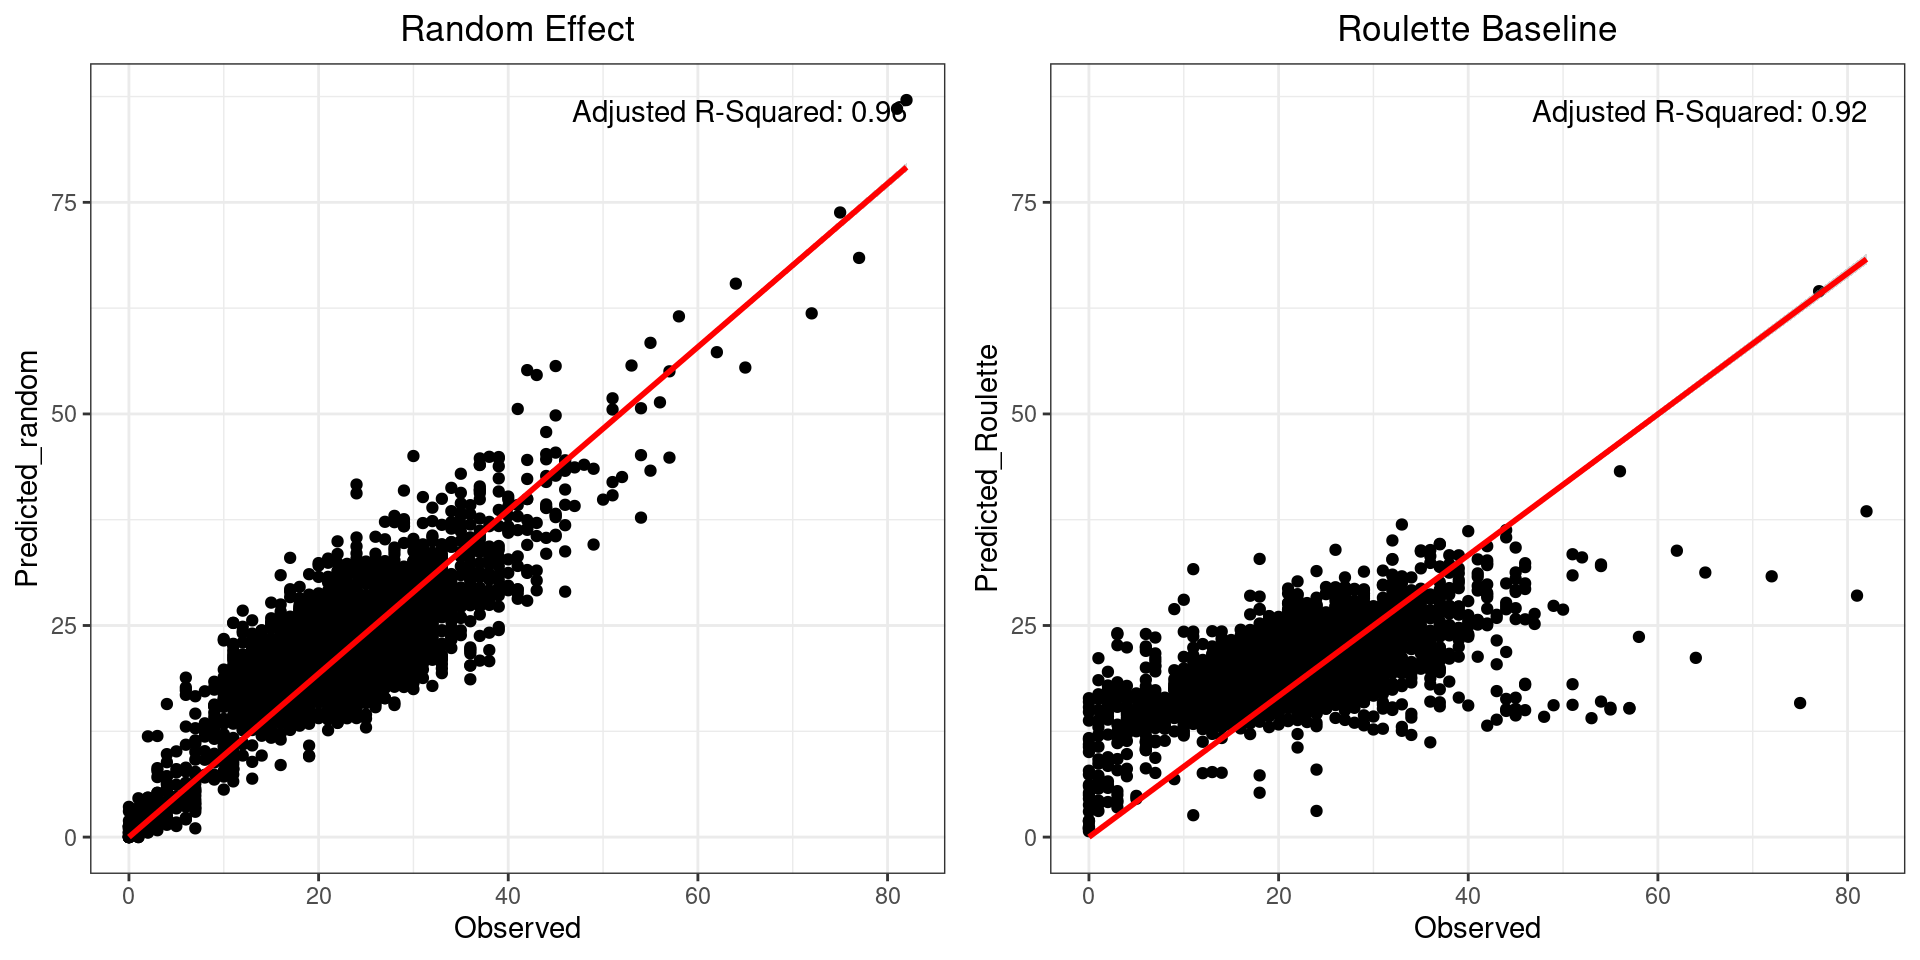 Random Effect
Adjusted R-Squared: 0.96
Predicted_random
75
50
25
0
0 20 40 60 80
Observed
Roulette Baseline
Adjusted R-Squared: 0.92
Predicted_Roulette
75
50
25
0
0 20 40 60 80
Observed